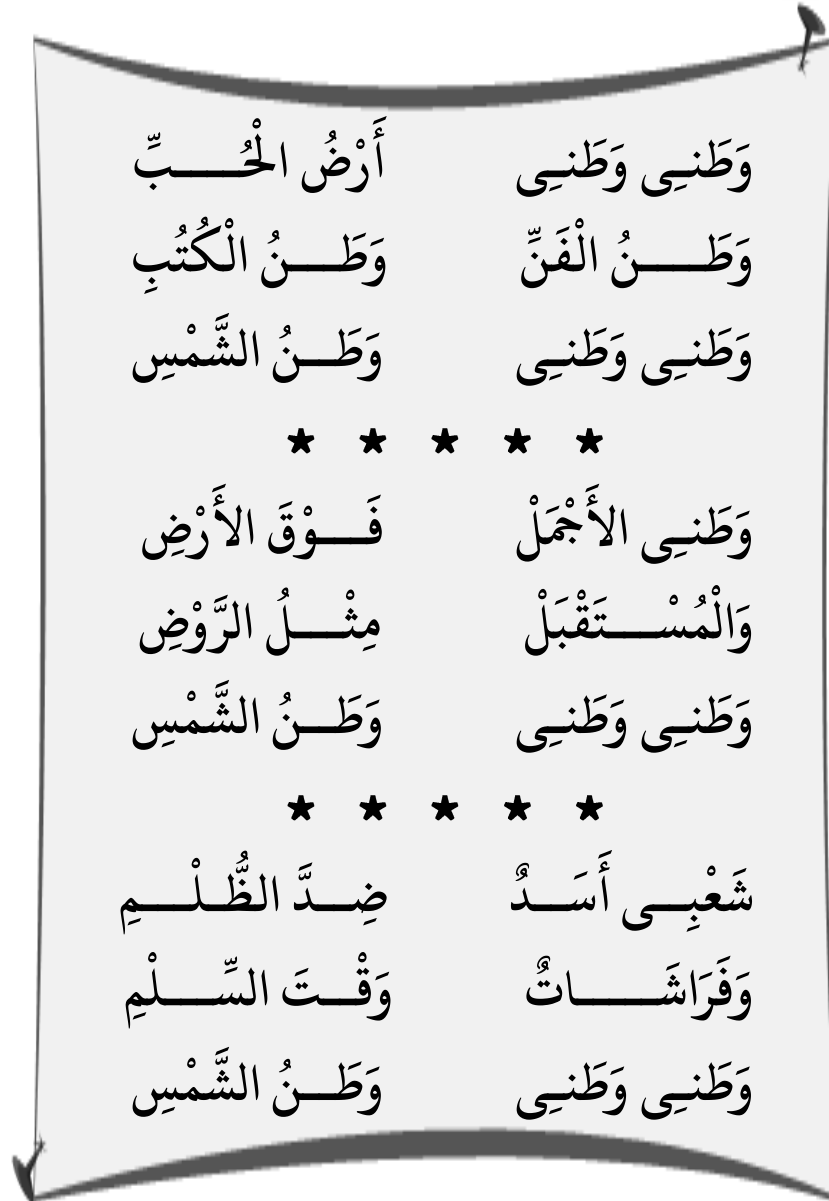 وَطَنِى وَطَنِى أَرْضُ الْحُبِّ
وَطَنُ الْفَنِّ وَطَنُ الْكُتُبِ
وَطَنِى وَطَنِى وَطَنُ الشَّمْسِ
★ ★ ★ ★ ★
وَطَنِى الأَجْمَلْ فَوْقَ الأَرْضِ
وَالْمُسْتَقْبَلْ مِثْلُ الرَّوْضِ
وَطَنِى وَطَنِى وَطَنُ الشَّمْسِ
★ ★ ★ ★ ★
شَعْبِى أَسَدٌ ضِدَّ الظُّلْمِ
وَفَرَاشَاتٌ وَقْتَ السِّلْمِ
وَطَنِى وَطَنِى وَطَنُ الشَّمْسِ